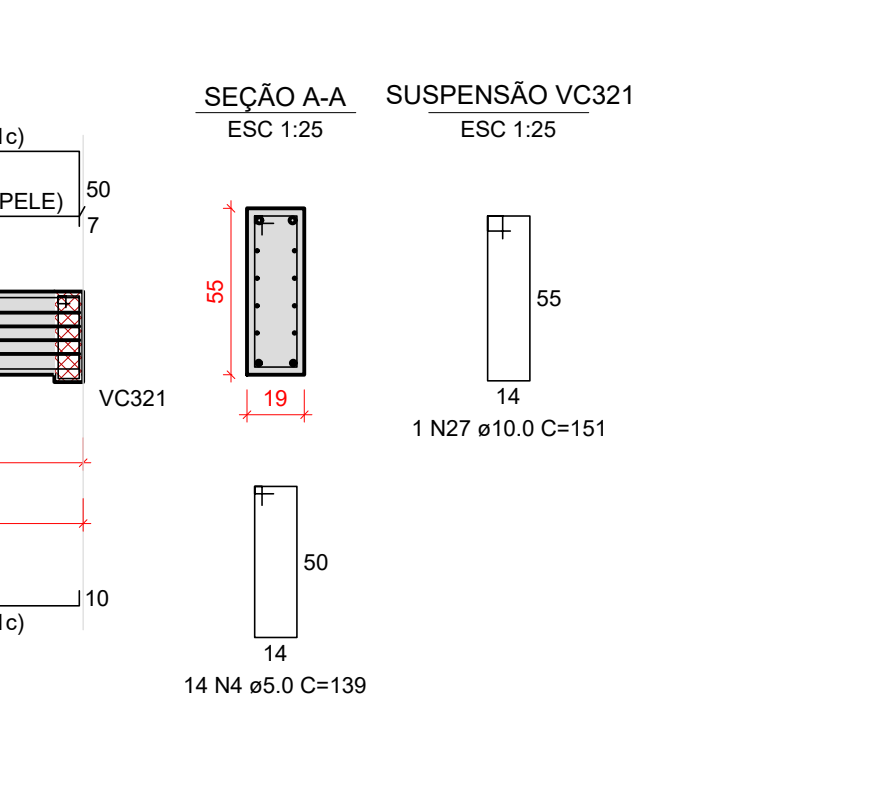 SEÇÃO A-A
ESC 1:25
SUSPENSÃO VC321
ESC 1:25
c)
50
PELE)
7
55
19
VC321
55
14
1 N27 ø10.0 C=151
50
14
14 N4 ø5.0 C=139
10
c)